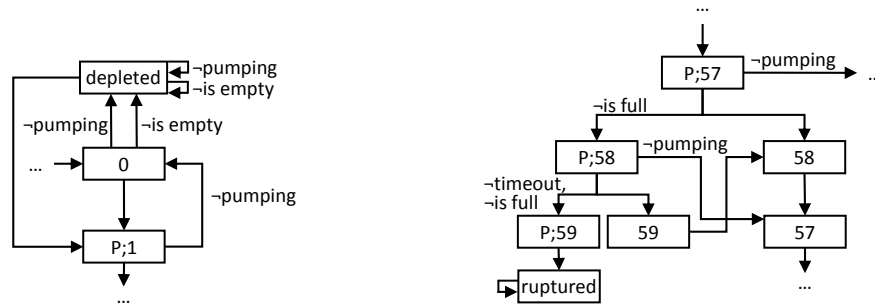 depleted
¬pumping
¬is empty
¬pumping
¬is empty
...
0
¬pumping
P;1
...
...
P;57
¬pumping
...
¬is full
P;58
¬pumping
58
¬timeout,
¬is full
P;59
59
57
ruptured
...